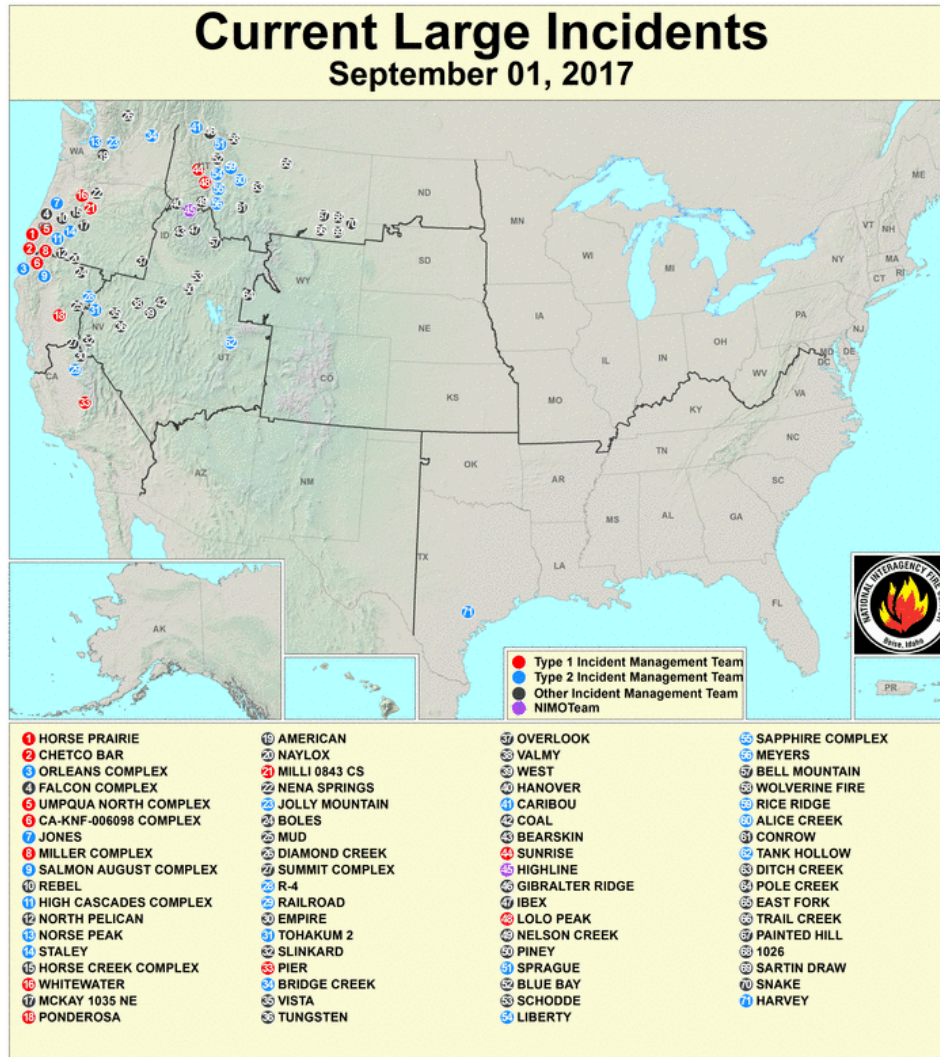 Current Large Incidents
September 01, 2017
WA
MT
ND
MN
ME
VT
NH
ID
SD
WI
MI
NY
MA
CT
RI
WY
IA
PA
NJ
NV
NE
OH
MD
DE
DC
UT
IL
IN
WV
CA
CO
KS
MO
KY
VA
AZ
NM
OK
AR
TN
NC
SC
MS
AL
GA
TX
LA
FL
AK
PR
NATIONAL INTERAGENCY FIRE
Boise, Idaho
Type 1 Incident Management Team
Type 2 Incident Management Team
Other Incident Management Team
NIMOTeam
1 HORSE PRAIRIE
2 CHETCO BAR
3 ORLEANS COMPLEX
4 FALCON COMPLEX
5 UMPQUA NORTH COMPLEX
6 CA-KNF-006098 COMPLEX
7 JONES
8 MILLER COMPLEX
9 SALMON AUGUST COMPLEX
10 REBEL
11 HIGH CASCADES COMPLEX
12 NORTH PELICAN
13 NORSE PEAK
14 STALEY
15 HORSE CREEK COMPLEX
16 WHITEWATER
17 MCKAY 1035 NE
18 PONDEROSA
19 AMERICAN
20 NAYLOX
21 MILLI 0843 CS
22 NENA SPRINGS
23 JOLLY MOUNTAIN
24 BOLES
25 MUD
26 DIAMOND CREEK
27 SUMMIT COMPLEX
28 R-4
29 RAILROAD
30 EMPIRE
31 TOHAKUM 2
32 SLINKARD
33 PIER
34 BRIDGE CREEK
35 VISTA
36 TUNGSTEN
37 OVERLOOK
38 VALMY
39 WEST
40 HANOVER
41 CARIBOU
42 COAL
43 BEARSKIN
44 SUNRISE
45 HIGHLINE
46 GIBRALTER RIDGE
47 IBEX
48 LOLO PEAK
49 NELSON CREEK
50 PINEY
51 SPRAGUE
52 BLUE BAY
53 SCHODDE
54 LIBERTY
55 SAPPHIRE COMPLEX
56 MEYERS
57 BELL MOUNTAIN
58 WOLVERINE FIRE
59 RICE RIDGE
60 ALICE CREEK
61 CONROW
62 TANK HOLLOW
63 DITCH CREEK
64 POLE CREEK
65 EAST FORK
66 TRAIL CREEK
67 PAINTED HILL
68 1026
69 SARTIN DRAW
70 SNAKE
71 HARVEY